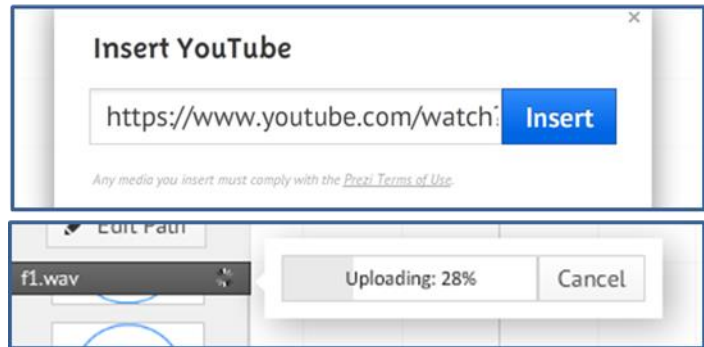 ×
Insert YouTube
https://www.youtube.com/watch?
Insert
Any media you insert must comply with the Prezi Terms of Use.
Edit Path
f1.wav
Uploading: 28%
Cancel